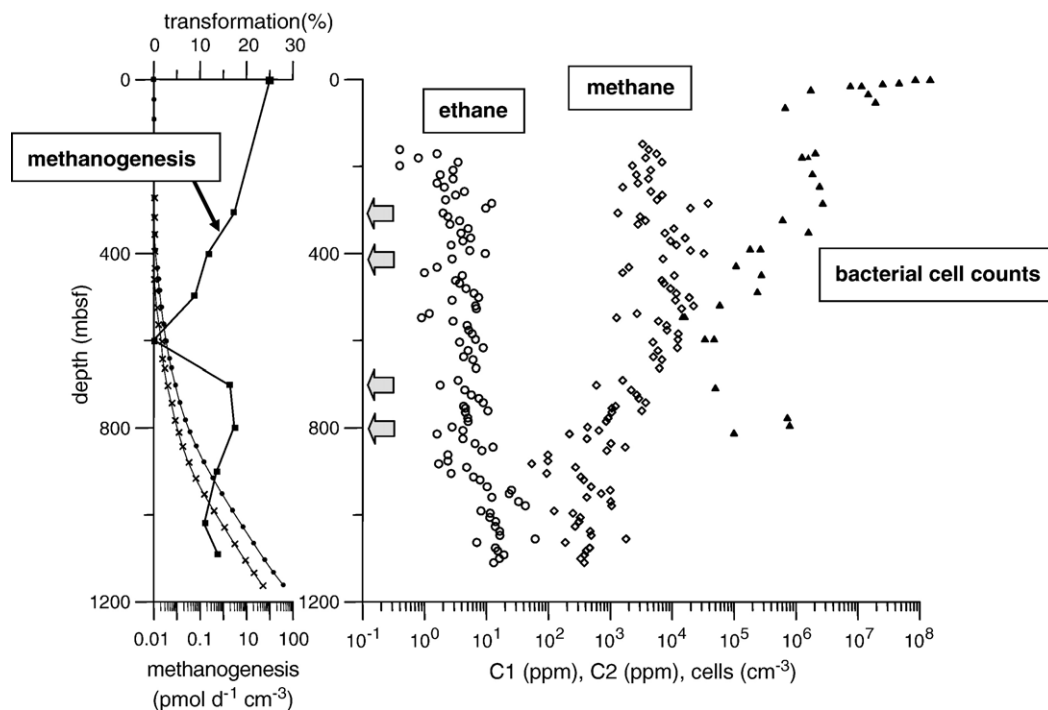 transformation(%)
0 10 20 30
0
400
800
1200
depth (mbsf)
methanogenesis
0.01 0.1 1 10 100
methanogenesis
(pmol d⁻¹ cm⁻³)
0
400
800
1200
ethane
methane
bacterial cell counts
10⁻¹ 10⁰ 10¹ 10² 10³ 10⁴ 10⁵ 10⁶ 10⁷ 10⁸
C1 (ppm), C2 (ppm), cells (cm⁻³)